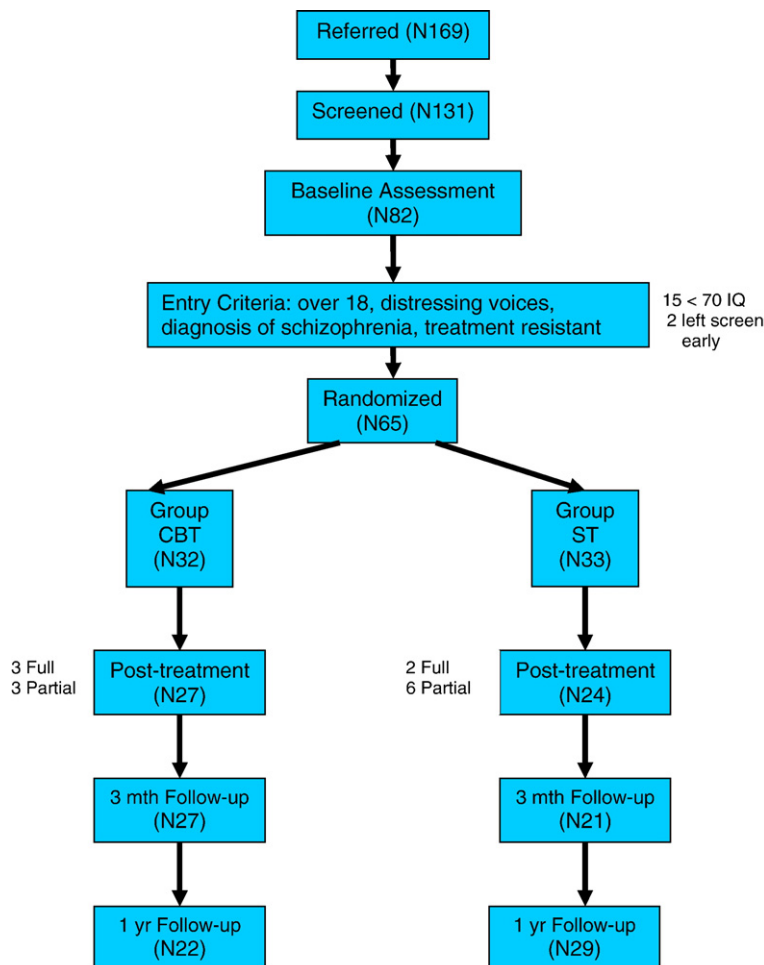 Referred (N169)
Screened (N131)
Baseline Assessment
(N82)
Entry Criteria: over 18, distressing voices,
diagnosis of schizophrenia, treatment resistant
15 < 70 IQ
2 left screen
early
Randomized
(N65)
Group
CBT
(N32)
Group
ST
(N33)
3 Full
3 Partial
Post-treatment
(N27)
2 Full
6 Partial
Post-treatment
(N24)
3 mth Follow-up
(N27)
3 mth Follow-up
(N21)
1 yr Follow-up
(N22)
1 yr Follow-up
(N29)